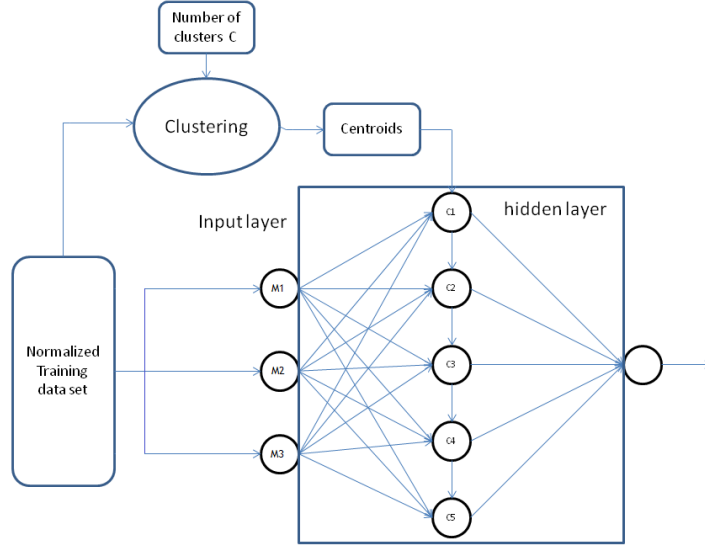 Number of
clusters C
Clustering
Centroids
Input layer
hidden layer
C1
M1
C2
Normalized
Training
data set
M2
C3
M3
C4
C5